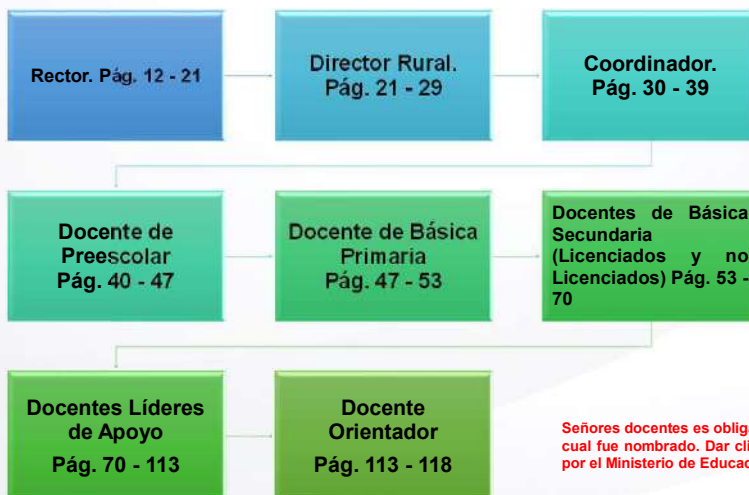 Rector. Pág. 12 - 21
Director Rural.
Pág. 21 - 29
Coordinador.
Pág. 30 - 39
Docente de
Preescolar
Pág. 40 - 47
Docente de Básica
Primaria
Pág. 47 - 53
Docentes de Básica
Secundaria
(Licenciados y no
Licenciados) Pág. 53 -
70
Docentes Líderes
de Apoyo
Pág. 70 - 113
Docente
Orientador
Pág. 113 - 118
Señores docentes es
cual fue nombrado. Dar
por el Ministerio de